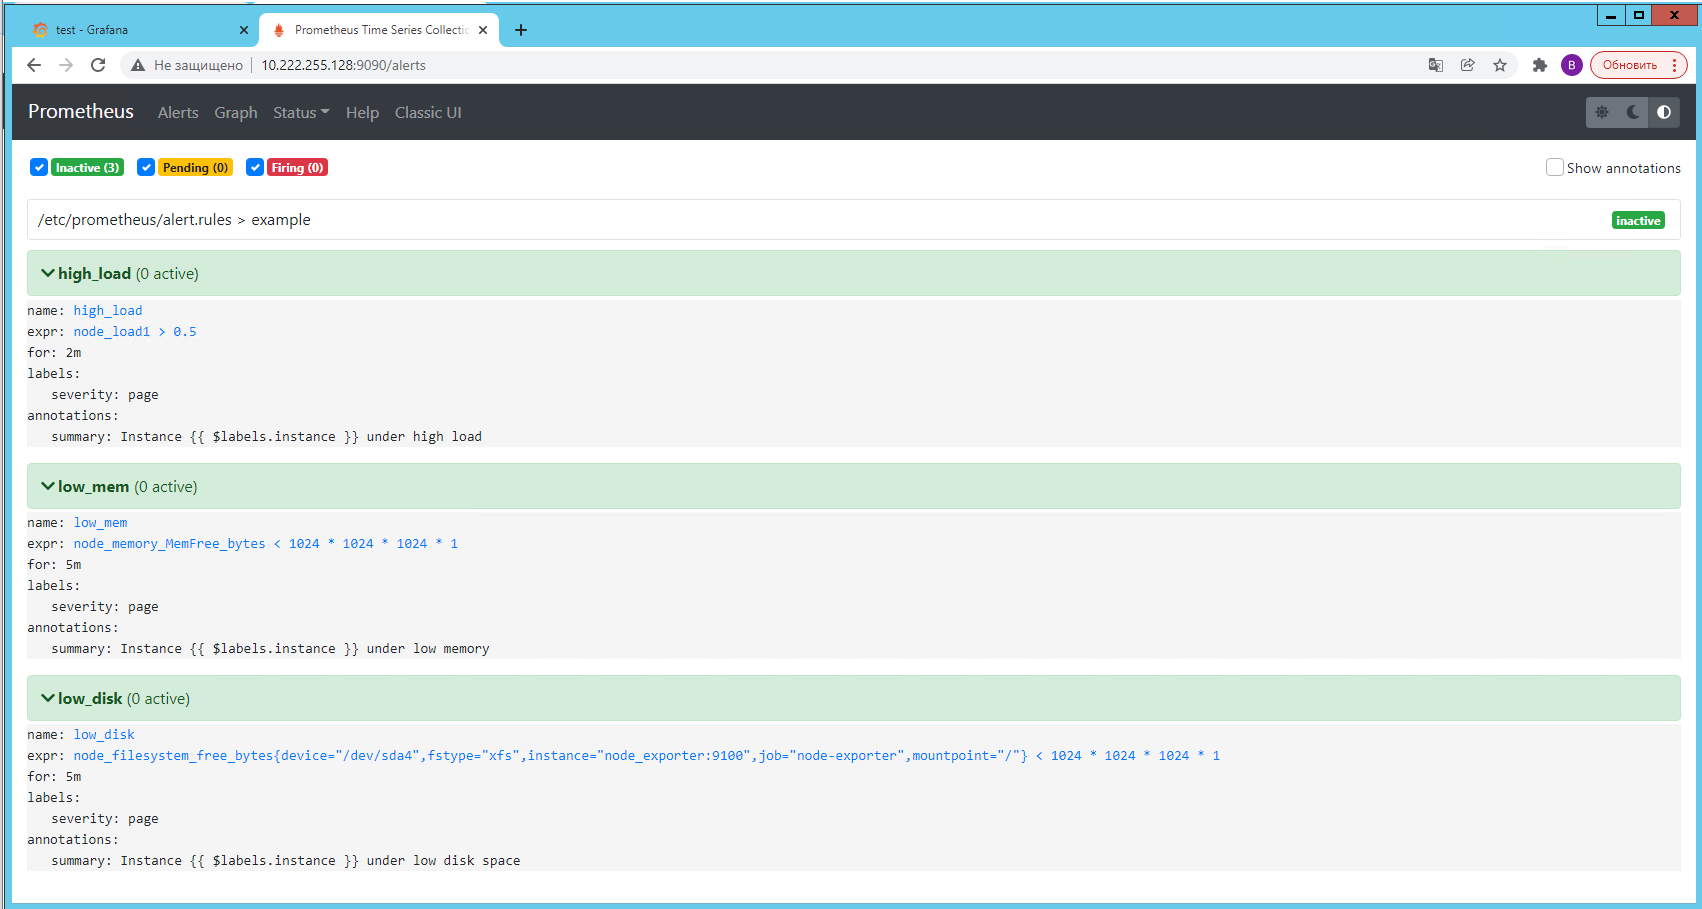 test - Grafana
Prometheus Time Series Collectic
Не защищено
10.222.255.128:9090/alerts
B
Обновить
Prometheus Alerts Graph Status Help Classic UI
Inactive (3) Pending (0) Firing (0)
Show annotations
/etc/prometheus/alert.rules > example
inactive
high_load (0 active)
name: high_load
expr: node_load1 > 0.5
for: 2m
labels:
severity: page
annotations:
summary: Instance {{ $labels.instance }} under high load
low_mem (0 active)
name: low_mem
expr: node_memory_MemFree_bytes < 1024 * 1024 * 1024 * 1
for: 5m
labels:
severity: page
annotations:
summary: Instance {{ $labels.instance }} under low memory
low_disk (0 active)
name: low_disk
expr: node_filesystem_free_bytes{device="/dev/sda4",fstype="xfs",instance="node_exporter:9100",job="node-exporter",mountpoint="/"} < 1024 * 1024 * 1024 * 1
for: 5m
labels:
severity: page
annotations:
summary: Instance {{ $labels.instance }} under low disk space